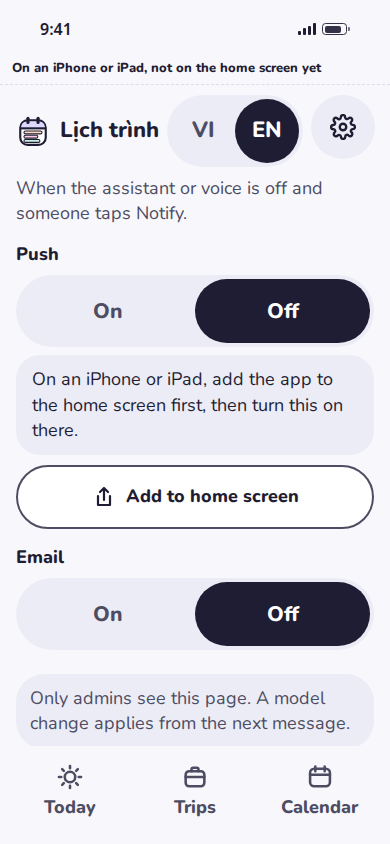 9:41
On an iPhone or iPad, not on the home screen yet
Lịch trình
VI
EN
When the assistant or voice is off and
someone taps Notify.
Push
On
Off
On an iPhone or iPad, add the app to
the home screen first, then turn this on
there.
Add to home screen
Email
On
Off
Only admins see this page. A model
change applies from the next message.
Today
Trips
Calendar